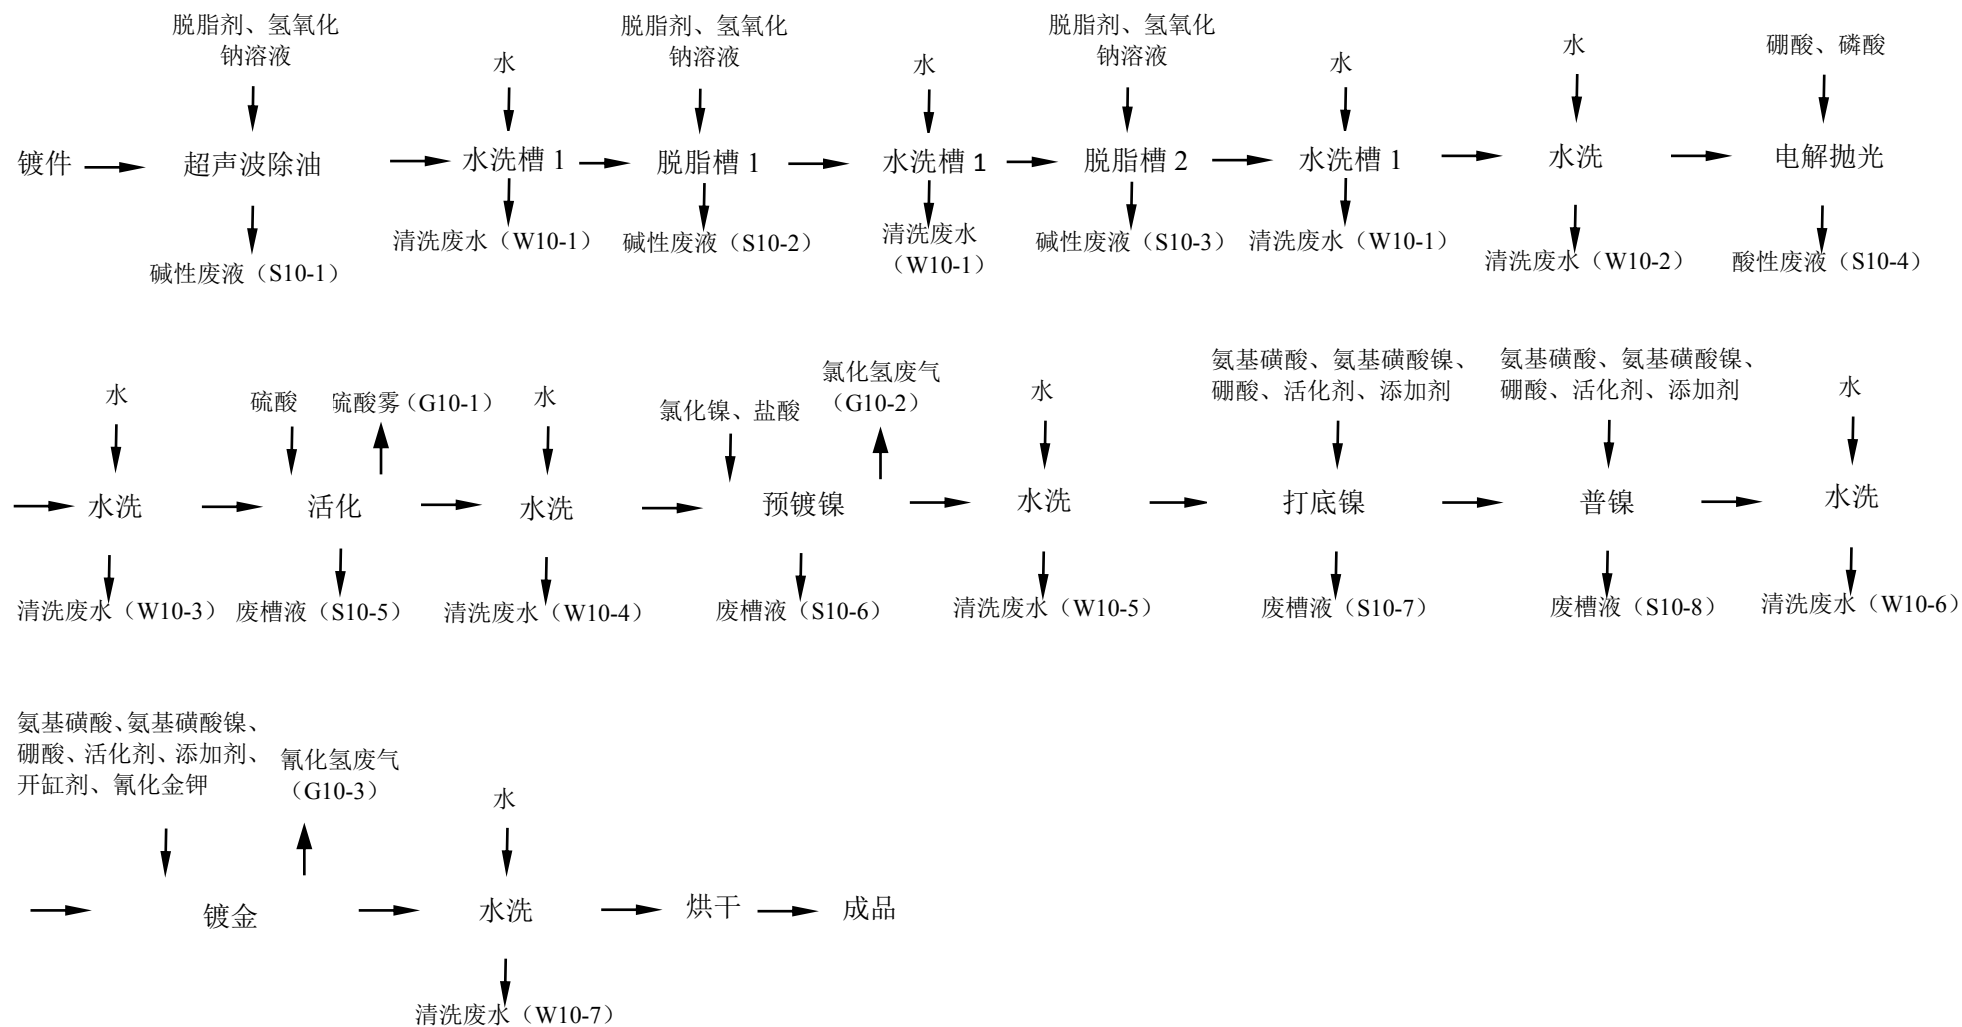 脱脂剂、氢氧化
钠溶液
水
脱脂剂、氢氧化
钠溶液
水
脱脂剂、氢氧化
钠溶液
水
水
硼酸、磷酸
镀件
超声波除油
水洗槽 1
脱脂槽 1
水洗槽 1
脱脂槽 2
水洗槽 1
水洗
电解抛光
碱性废液（S10-1）
清洗废水（W10-1）
碱性废液（S10-2）
清洗废水
（W10-1）
碱性废液（S10-3）
清洗废水（W10-1）
清洗废水（W10-2）
酸性废液（S10-4）
水
硫酸
硫酸雾（G10-1）
水
氯化镍、盐酸
氯化氢废气
（G10-2）
水
氨基磺酸、氨基磺酸镍、
硼酸、活化剂、添加剂
氨基磺酸、氨基磺酸镍、
硼酸、活化剂、添加剂
水
水洗
活化
水洗
预镀镍
水洗
打底镍
普镍
水洗
清洗废水（W10-3）
废槽液（S10-5）
清洗废水（W10-4）
废槽液（S10-6）
清洗废水（W10-5）
废槽液（S10-7）
废槽液（S10-8）
清洗废水（W10-6）
氨基磺酸、氨基磺酸镍、
硼酸、活化剂、添加剂、
开缸剂、氰化金钾
氰化氢废气
（G10-3）
水
镀金
水洗
烘干
成品
清洗废水（W10-7）